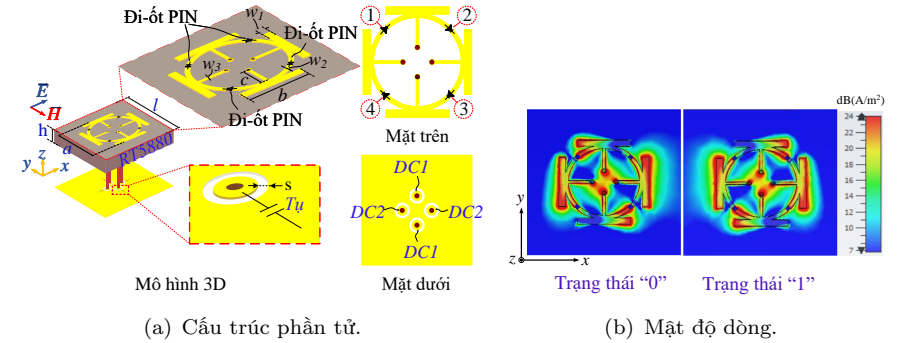 Đi-ốt PIN
w1
Đi-ốt PIN
w2
w3
c
b
Đi-ốt PIN
E
H
h
l
a
RT5880
y
z
x
s
Tụ
Mô hình 3D
1
2
4
3
Mặt trên
DC1
DC2
DC2
DC1
Mặt dưới
(a) Cấu trúc phần tử.
dB(A/m²)
24
22
20
18
16
14
12
10
7
y
z
x
Trạng thái “0”
Trạng thái “1”
(b) Mật độ dòng.